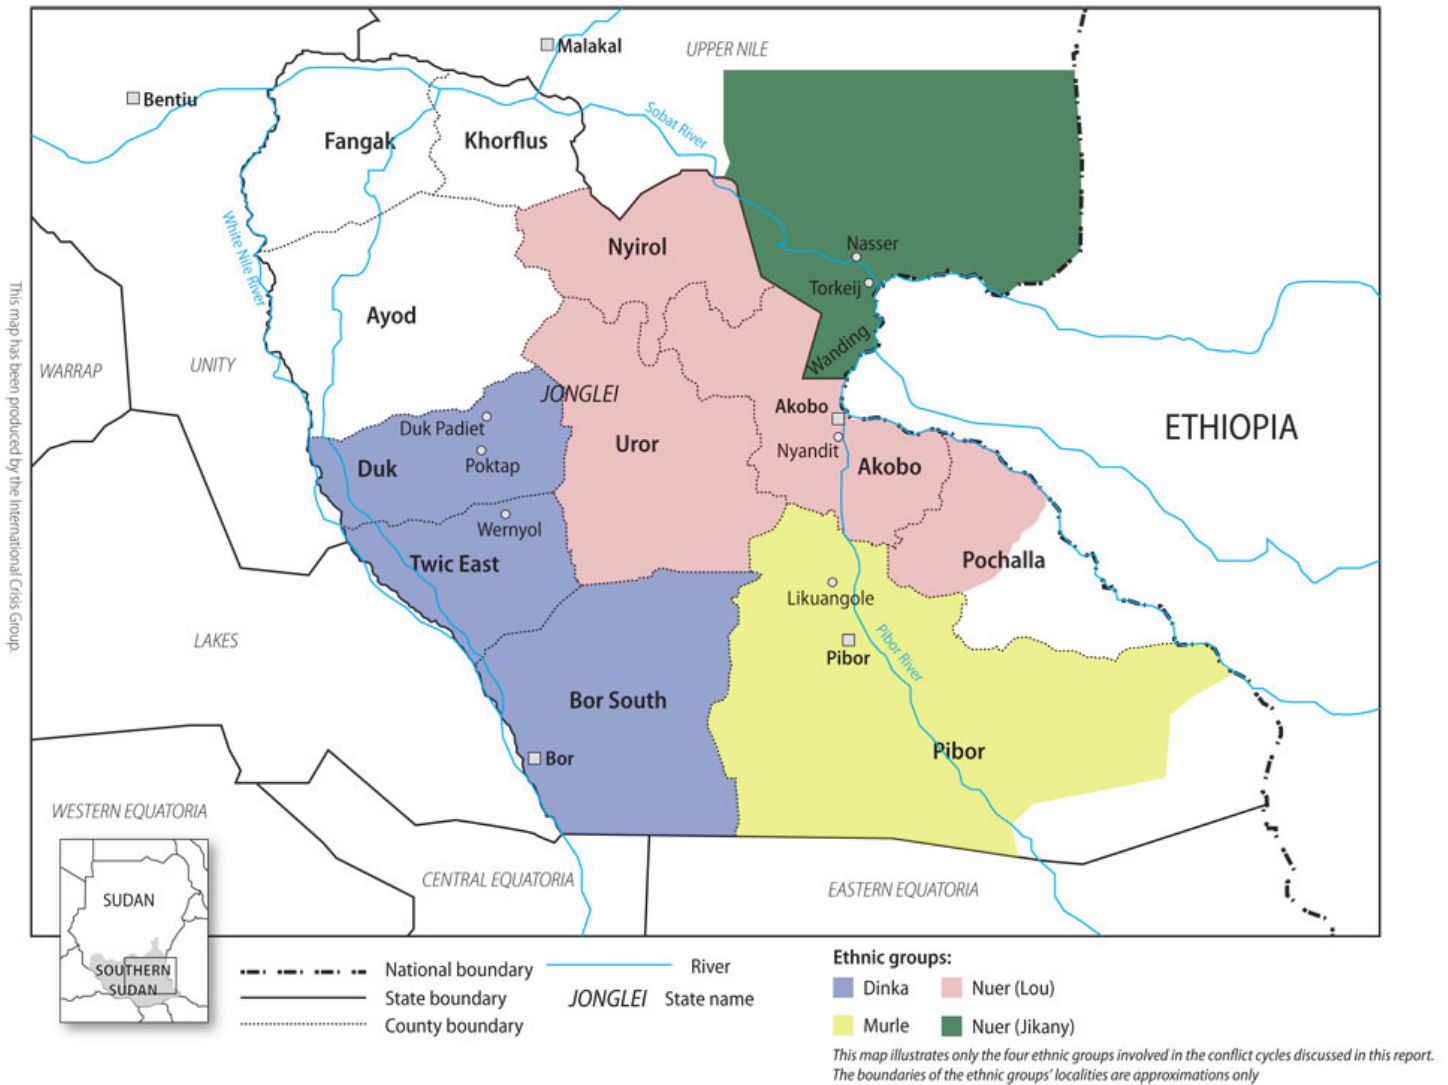 Malakal
UPPER NILE
Bentiu
Sobat River
Fangak
Khorflus
White Nile River
Nyirol
Nasser
Torkeij
Ayod
Wanding
WARRAP
UNITY
JONGLEI
Akobo
Duk Padiet
Uror
Nyandit
ETHIOPIA
Duk
Poktap
Akobo
Wernyol
Twic East
Pochalla
Likuangole
LAKES
Pibor River
Pibor
Bor South
Pibor
Bor
WESTERN EQUATORIA
CENTRAL EQUATORIA
EASTERN EQUATORIA
SUDAN
SOUTHERN
SUDAN
This map has been produced by the International Crisis Group.
National boundary
River
State boundary
JONGLEI State name
County boundary
Ethnic groups:
Dinka
Nuer (Lou)
Murle
Nuer (Jikany)
This map illustrates only the four ethnic groups involved in the conflict cycles discussed in this report.
The boundaries of the ethnic groups' localities are approximations only